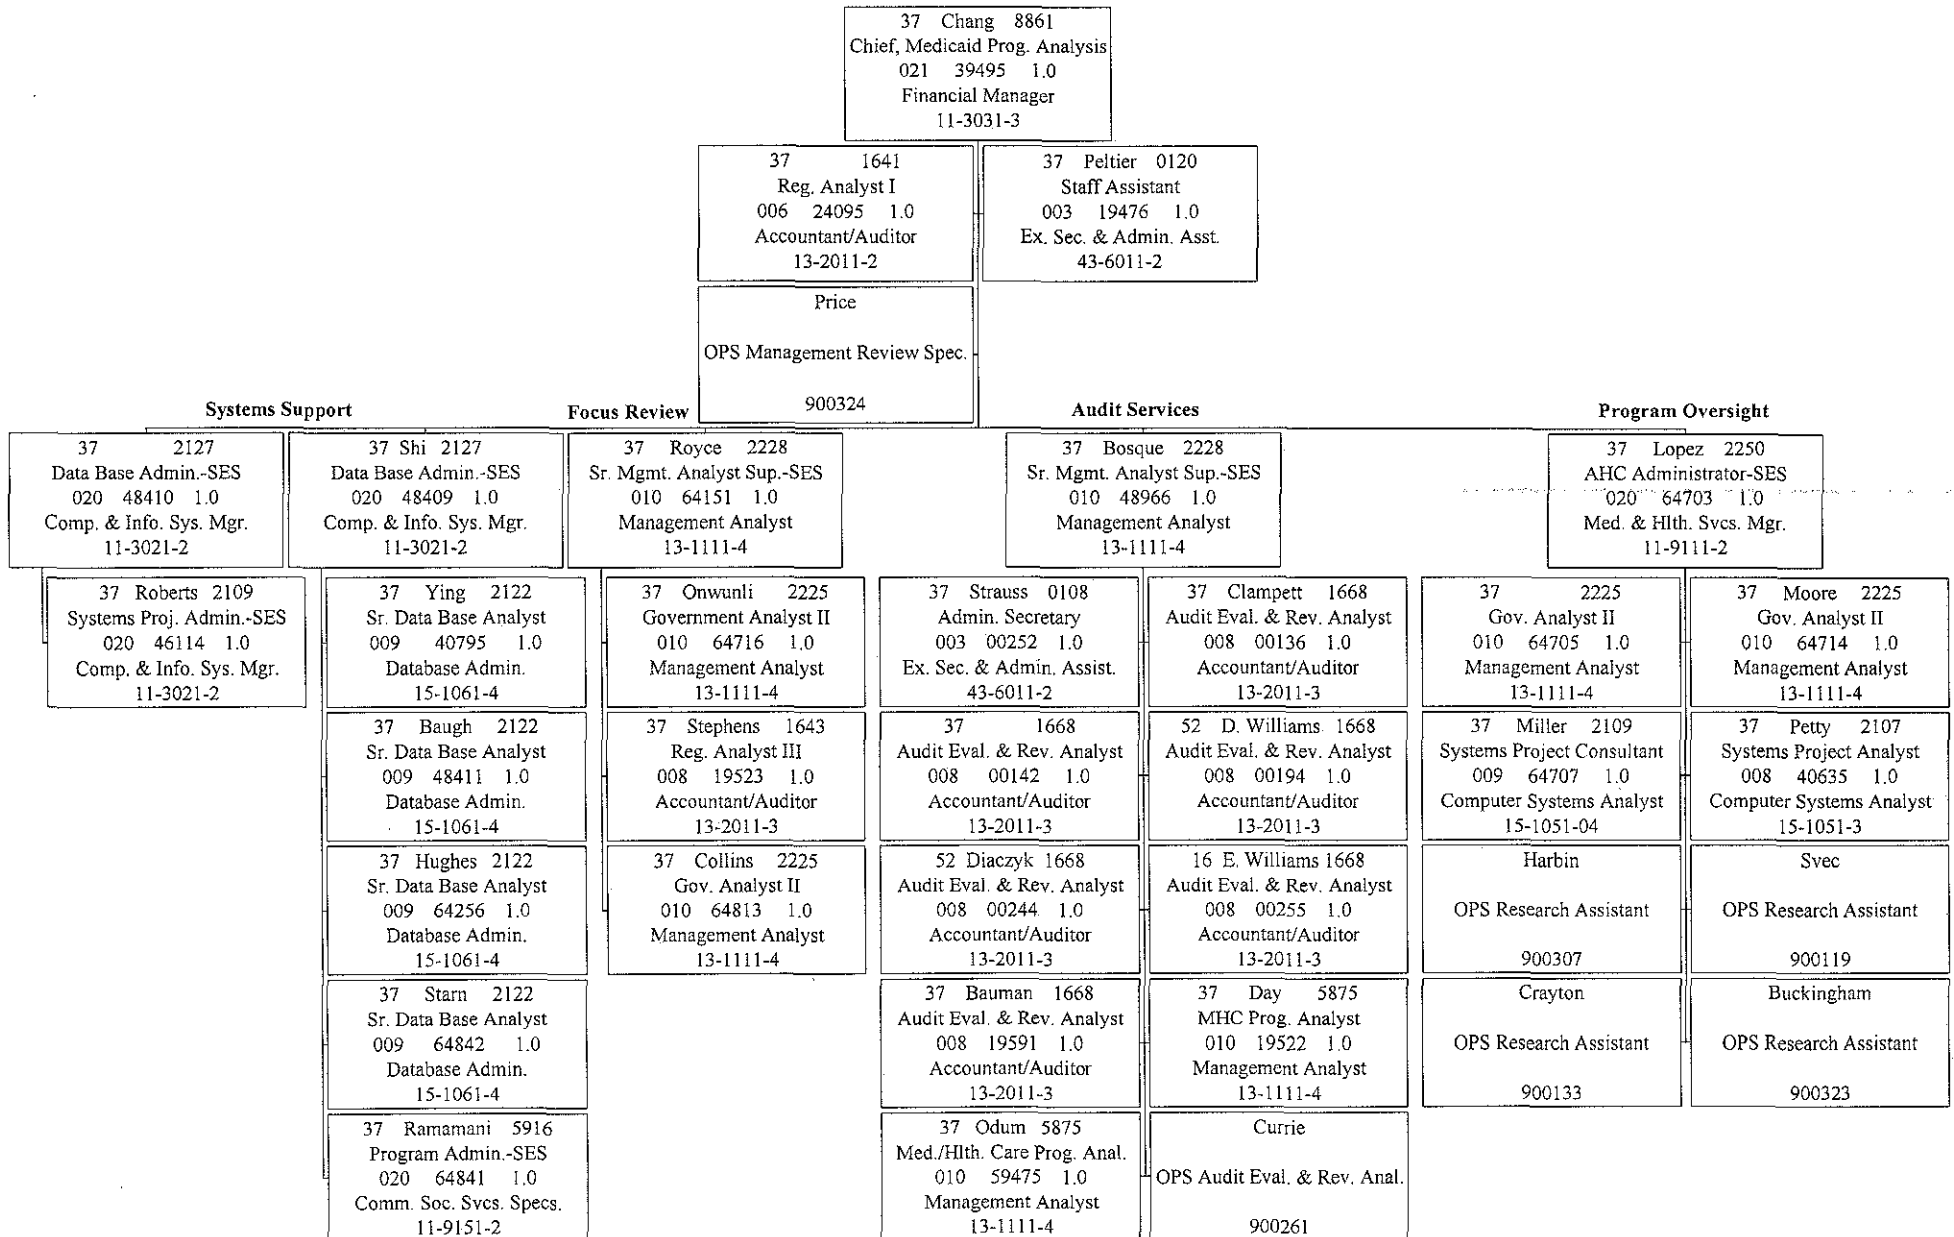 37 Chang 8861
Chief, Medicaid Prog. Analysis
021 39495 1.0
Financial Manager
11-3031-3
37 1641
Reg. Analyst I
006 24095 1.0
Accountant/Auditor
13-2011-2
37 Peltier 0120
Staff Assistant
003 19476 1.0
Ex. Sec. & Admin. Asst.
43-6011-2
Price
OPS Management Review Spec.
900324
Systems Support
Focus Review
Audit Services
Program Oversight
37 2127
Data Base Admin.-SES
020 48410 1.0
Comp. & Info. Sys. Mgr.
11-3021-2
37 Shi 2127
Data Base Admin.-SES
020 48409 1.0
Comp. & Info. Sys. Mgr.
11-3021-2
37 Royce 2228
Sr. Mgmt. Analyst Sup.-SES
010 64151 1.0
Management Analyst
13-1111-4
37 Bosque 2228
Sr. Mgmt. Analyst Sup.-SES
010 48966 1.0
Management Analyst
13-1111-4
37 Lopez 2250
AHC Administrator-SES
020 64703 1.0
Med. & Hlth. Svcs. Mgr.
11-9111-2
37 Roberts 2109
Systems Proj. Admin.-SES
020 46114 1.0
Comp. & Info. Sys. Mgr.
11-3021-2
37 Ying 2122
Sr. Data Base Analyst
009 40795 1.0
Database Admin.
15-1061-4
37 Baugh 2122
Sr. Data Base Analyst
009 48411 1.0
Database Admin.
15-1061-4
37 Hughes 2122
Sr. Data Base Analyst
009 64256 1.0
Database Admin.
15-1061-4
37 Starn 2122
Sr. Data Base Analyst
009 64842 1.0
Database Admin.
15-1061-4
37 Ramamani 5916
Program Admin.-SES
020 64841 1.0
Comm. Soc. Svcs. Specs.
11-9151-2
37 Onwunli 2225
Government Analyst II
010 64716 1.0
Management Analyst
13-1111-4
37 Stephens 1643
Reg. Analyst III
008 19523 1.0
Accountant/Auditor
13-2011-3
37 Collins 2225
Gov. Analyst II
010 64813 1.0
Management Analyst
13-1111-4
37 Strauss 0108
Admin. Secretary
003 00252 1.0
Ex. Sec. & Admin. Assist.
43-6011-2
37 1668
Audit Eval. & Rev. Analyst
008 00142 1.0
Accountant/Auditor
13-2011-3
52 Diaczyk 1668
Audit Eval. & Rev. Analyst
008 00244 1.0
Accountant/Auditor
13-2011-3
37 Bauman 1668
Audit Eval. & Rev. Analyst
008 19591 1.0
Accountant/Auditor
13-2011-3
37 Odum 5875
Med./Hlth. Care Prog. Anal.
010 59475 1.0
Management Analyst
13-1111-4
37 Clampett 1668
Audit Eval. & Rev. Analyst
008 00136 1.0
Accountant/Auditor
13-2011-3
52 D. Williams 1668
Audit Eval. & Rev. Analyst
008 00194 1.0
Accountant/Auditor
13-2011-3
16 E. Williams 1668
Audit Eval. & Rev. Analyst
008 00255 1.0
Accountant/Auditor
13-2011-3
37 Day 5875
MHC Prog. Analyst
010 19522 1.0
Management Analyst
13-1111-4
Currie
OPS Audit Eval. & Rev. Anal.
900261
37 2225
Gov. Analyst II
010 64705 1.0
Management Analyst
13-1111-4
37 Miller 2109
Systems Project Consultant
009 64707 1.0
Computer Systems Analyst
15-1051-04
Harbin
OPS Research Assistant
900307
Crayton
OPS Research Assistant
900133
37 Moore 2225
Gov. Analyst II
010 64714 1.0
Management Analyst
13-1111-4
37 Petty 2107
Systems Project Analyst
008 40635 1.0
Computer Systems Analyst
15-1051-3
Svec
OPS Research Assistant
900119
Buckingham
OPS Research Assistant
900323